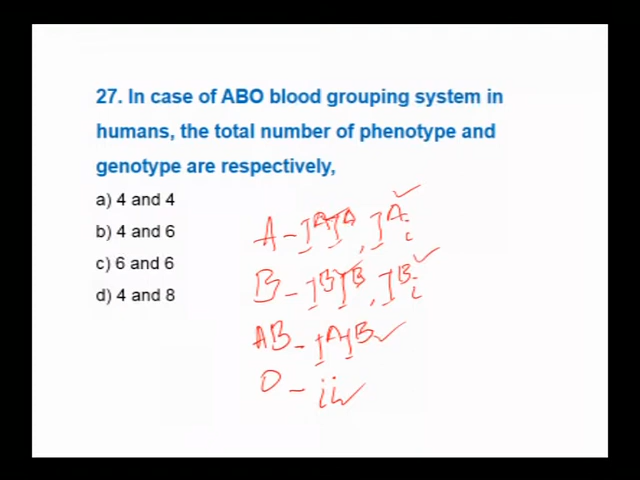 27. In case of ABO blood grouping system in
humans, the total number of phenotype and
genotype are respectively,
a) 4 and 4
b) 4 and 6
c) 6 and 6
d) 4 and 8
A - IᴬIᴬ, Iᴬi
B - IᴮIᴮ, Iᴮi
AB - IᴬIᴮ
O - ii